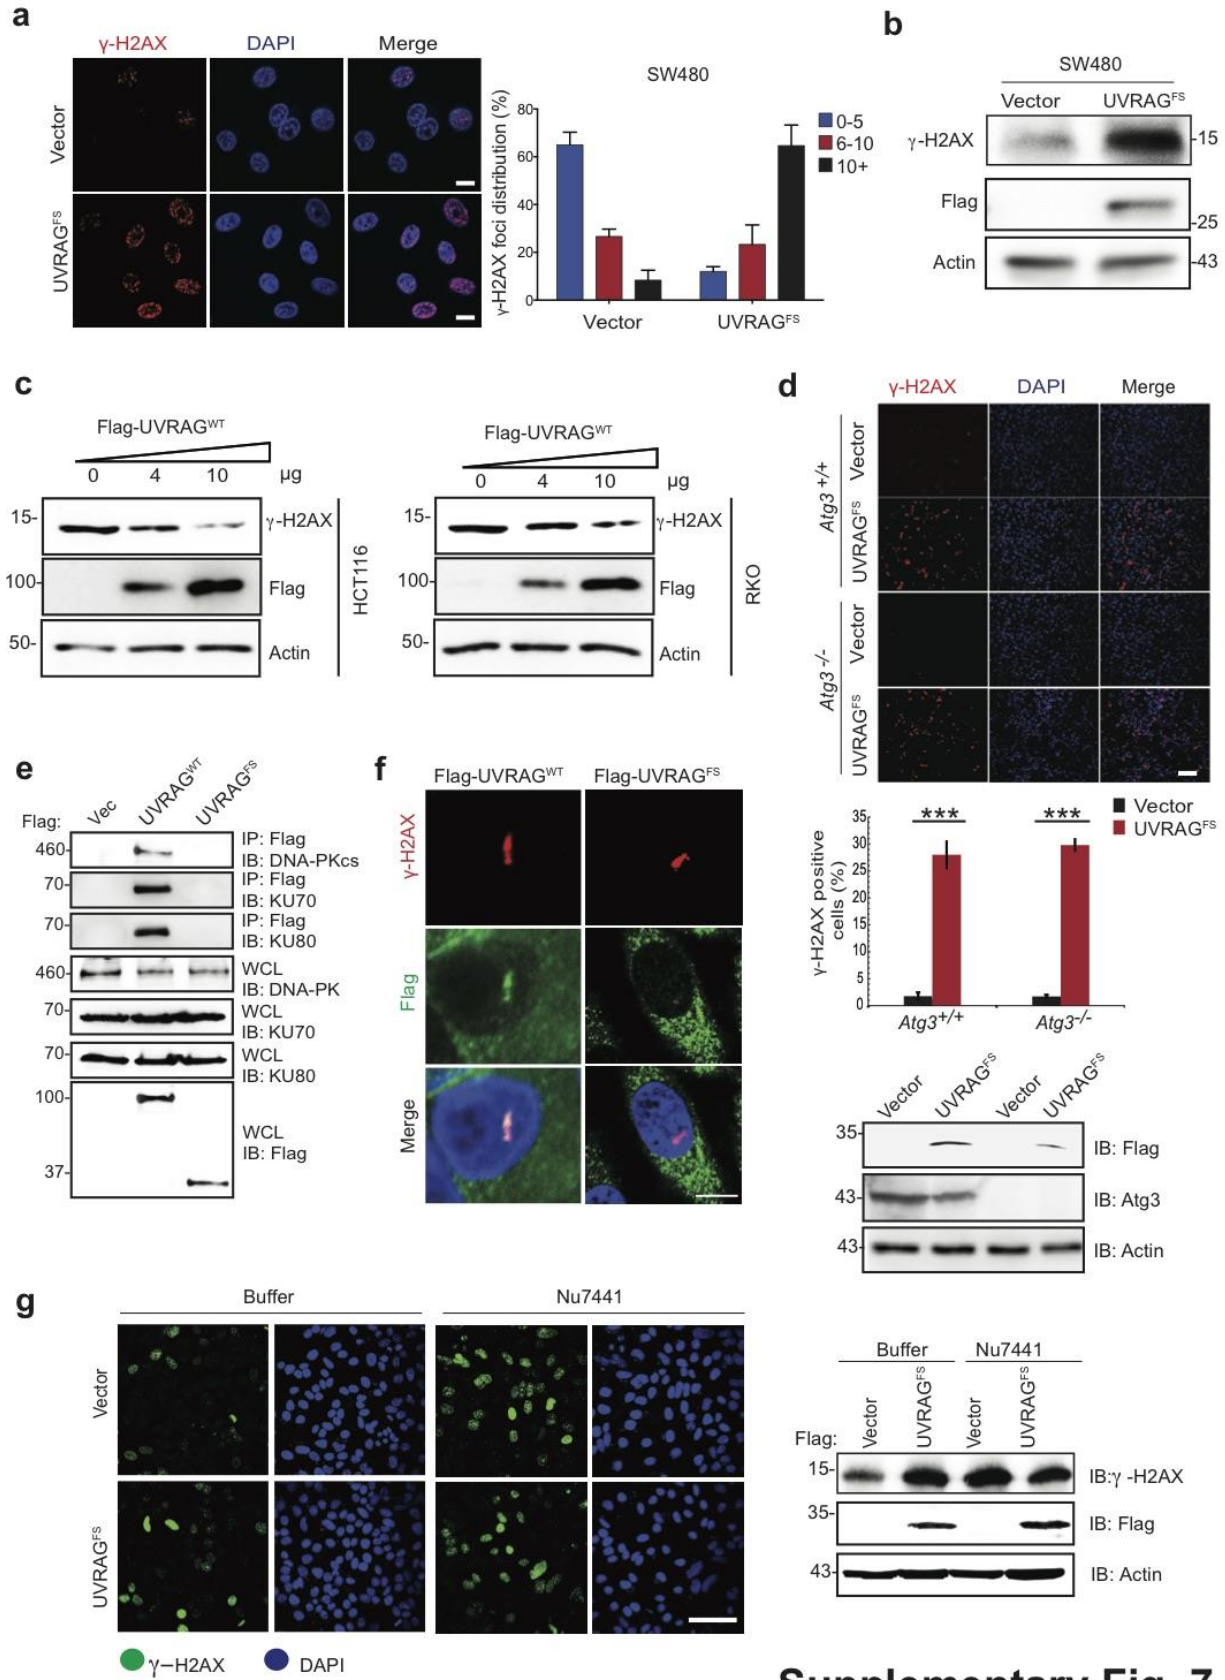 a
γ-H2AX DAPI Merge
Vector
UVRAGFS
SW480
γ-H2AX foci distribution (%)
80
60
40
20
0
Vector UVRAGFS
0-5
6-10
10+
b
SW480
Vector UVRAGFS
γ-H2AX -15
Flag
-25
Actin -43
c
Flag-UVRAGWT
0 4 10 μg
15- γ-H2AX
100- Flag
50- Actin
HCT116
Flag-UVRAGWT
0 4 10 μg
15- γ-H2AX
100- Flag
50- Actin
RKO
d
γ-H2AX DAPI Merge
Atg3 +/+
Vector
UVRAGFS
Atg3 -/-
Vector
UVRAGFS
Vector
UVRAGFS
γ-H2AX positive
cells (%)
35
30
25
20
15
10
5
0
*** ***
Atg3+/+ Atg3-/-
Vector UVRAGFS Vector UVRAGFS
35- IB: Flag
43- IB: Atg3
43- IB: Actin
e
Flag: Vec UVRAGWT UVRAGFS
460- IP: Flag
IB: DNA-PKcs
70- IP: Flag
IB: KU70
70- IP: Flag
IB: KU80
460- WCL
IB: DNA-PK
70- WCL
IB: KU70
70- WCL
IB: KU80
100-
WCL
IB: Flag
37-
f
Flag-UVRAGWT Flag-UVRAGFS
γ-H2AX
Flag
Merge
g
Buffer Nu7441
Vector
UVRAGFS
γ–H2AX DAPI
Buffer Nu7441
Flag: Vector UVRAGFS Vector UVRAGFS
15- IB:γ -H2AX
35- IB: Flag
43- IB: Actin
Supplementary Fig. 7